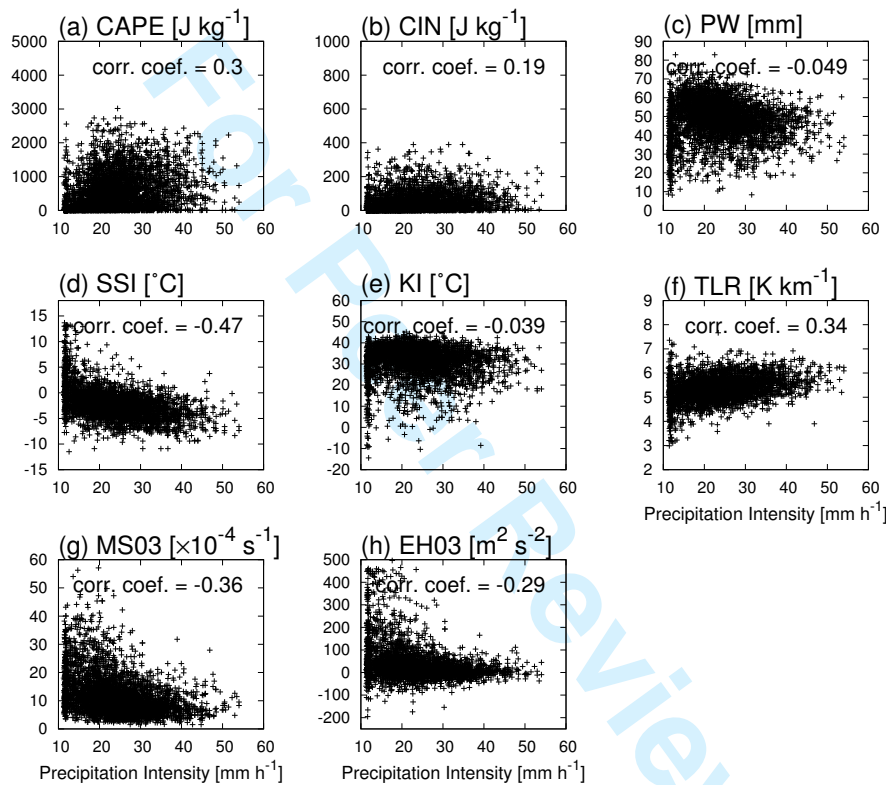 (a) CAPE [J kg⁻¹]
corr. coef. = 0.3
6000
5000
4000
3000
2000
1000
0
10 20 30 40 50 60
(b) CIN [J kg⁻¹]
corr. coef. = 0.19
1000
800
600
400
200
0
10 20 30 40 50 60
(c) PW [mm]
corr. coef. = -0.049
90
80
70
60
50
40
30
20
10
0
10 20 30 40 50 60
(d) SSI [˚C]
corr. coef. = -0.47
15
10
5
0
-5
-10
-15
10 20 30 40 50 60
(e) KI [˚C]
corr. coef. = -0.039
60
50
40
30
20
10
0
-10
-20
10 20 30 40 50 60
(f) TLR [K km⁻¹]
corr. coef. = 0.34
9
8
7
6
5
4
3
2
10 20 30 40 50 60
Precipitation Intensity [mm h⁻¹]
(g) MS03 [×10⁻⁴ s⁻¹]
corr. coef. = -0.36
60
50
40
30
20
10
0
10 20 30 40 50 60
Precipitation Intensity [mm h⁻¹]
(h) EH03 [m² s⁻²]
corr. coef. = -0.29
500
400
300
200
100
0
-100
-200
10 20 30 40 50 60
Precipitation Intensity [mm h⁻¹]
For Peer Review